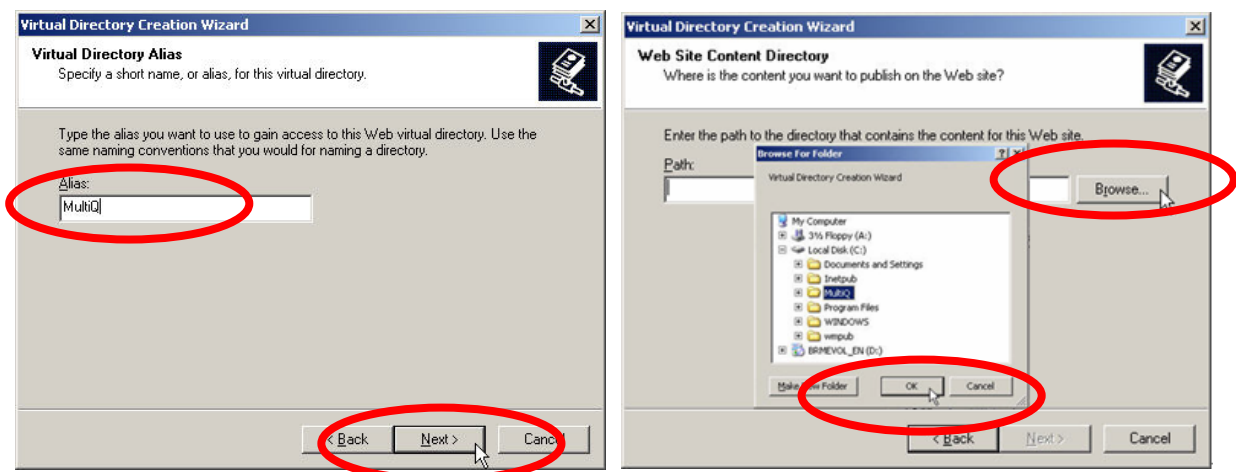 Virtual Directory Creation Wizard
Virtual Directory Alias
Specify a short name, or alias, for this virtual directory.
Type the alias you want to use to gain access to this Web virtual directory. Use the
same naming conventions that you would for naming a directory.
Alias:
MultiQ
< Back
Next >
Cancel
Virtual Directory Creation Wizard
Web Site Content Directory
Where is the content you want to publish on the Web site?
Enter the path to the directory that contains the content for this Web site.
Path:
Browse...
Browse For Folder
Virtual Directory Creation Wizard
My Computer
3½ Floppy (A:)
Local Disk (C:)
Documents and Settings
Inetpub
MultiQ
Program Files
WINDOWS
wmpub
BRMEVOL_EN (D:)
Make New Folder
OK
Cancel
< Back
Next >
Cancel